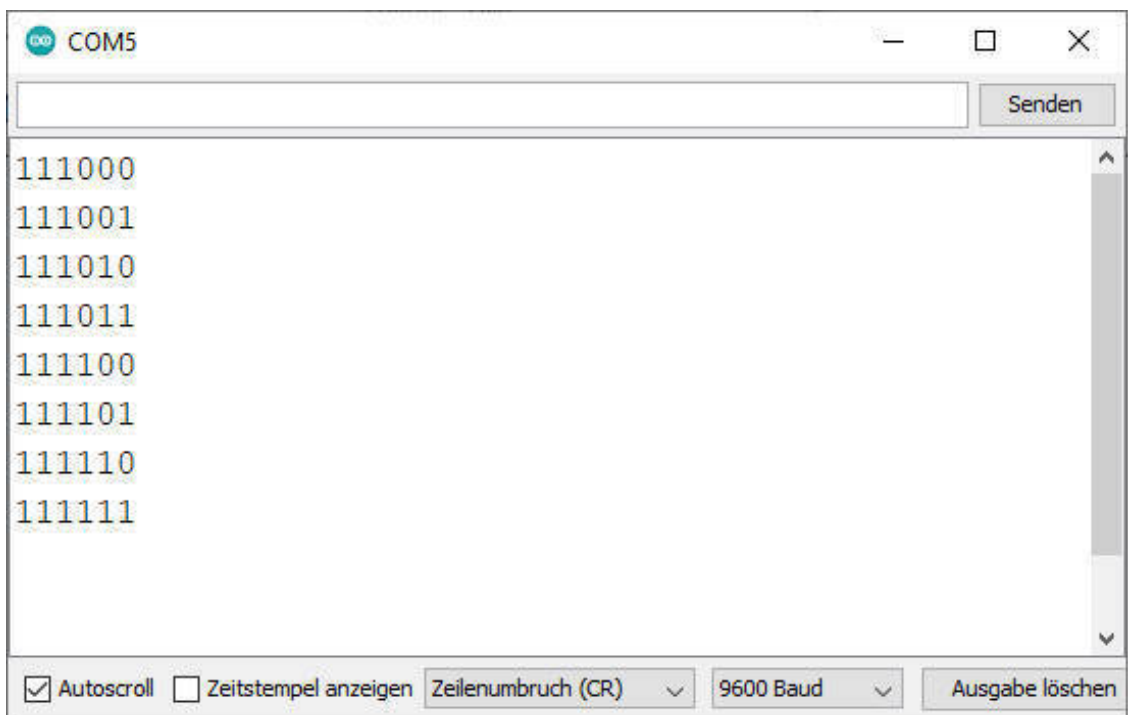 COM5
Senden
111000
111001
111010
111011
111100
111101
111110
111111
Autoscroll Zeitstempel anzeigen Zeilenumbruch (CR) 9600 Baud Ausgabe löschen